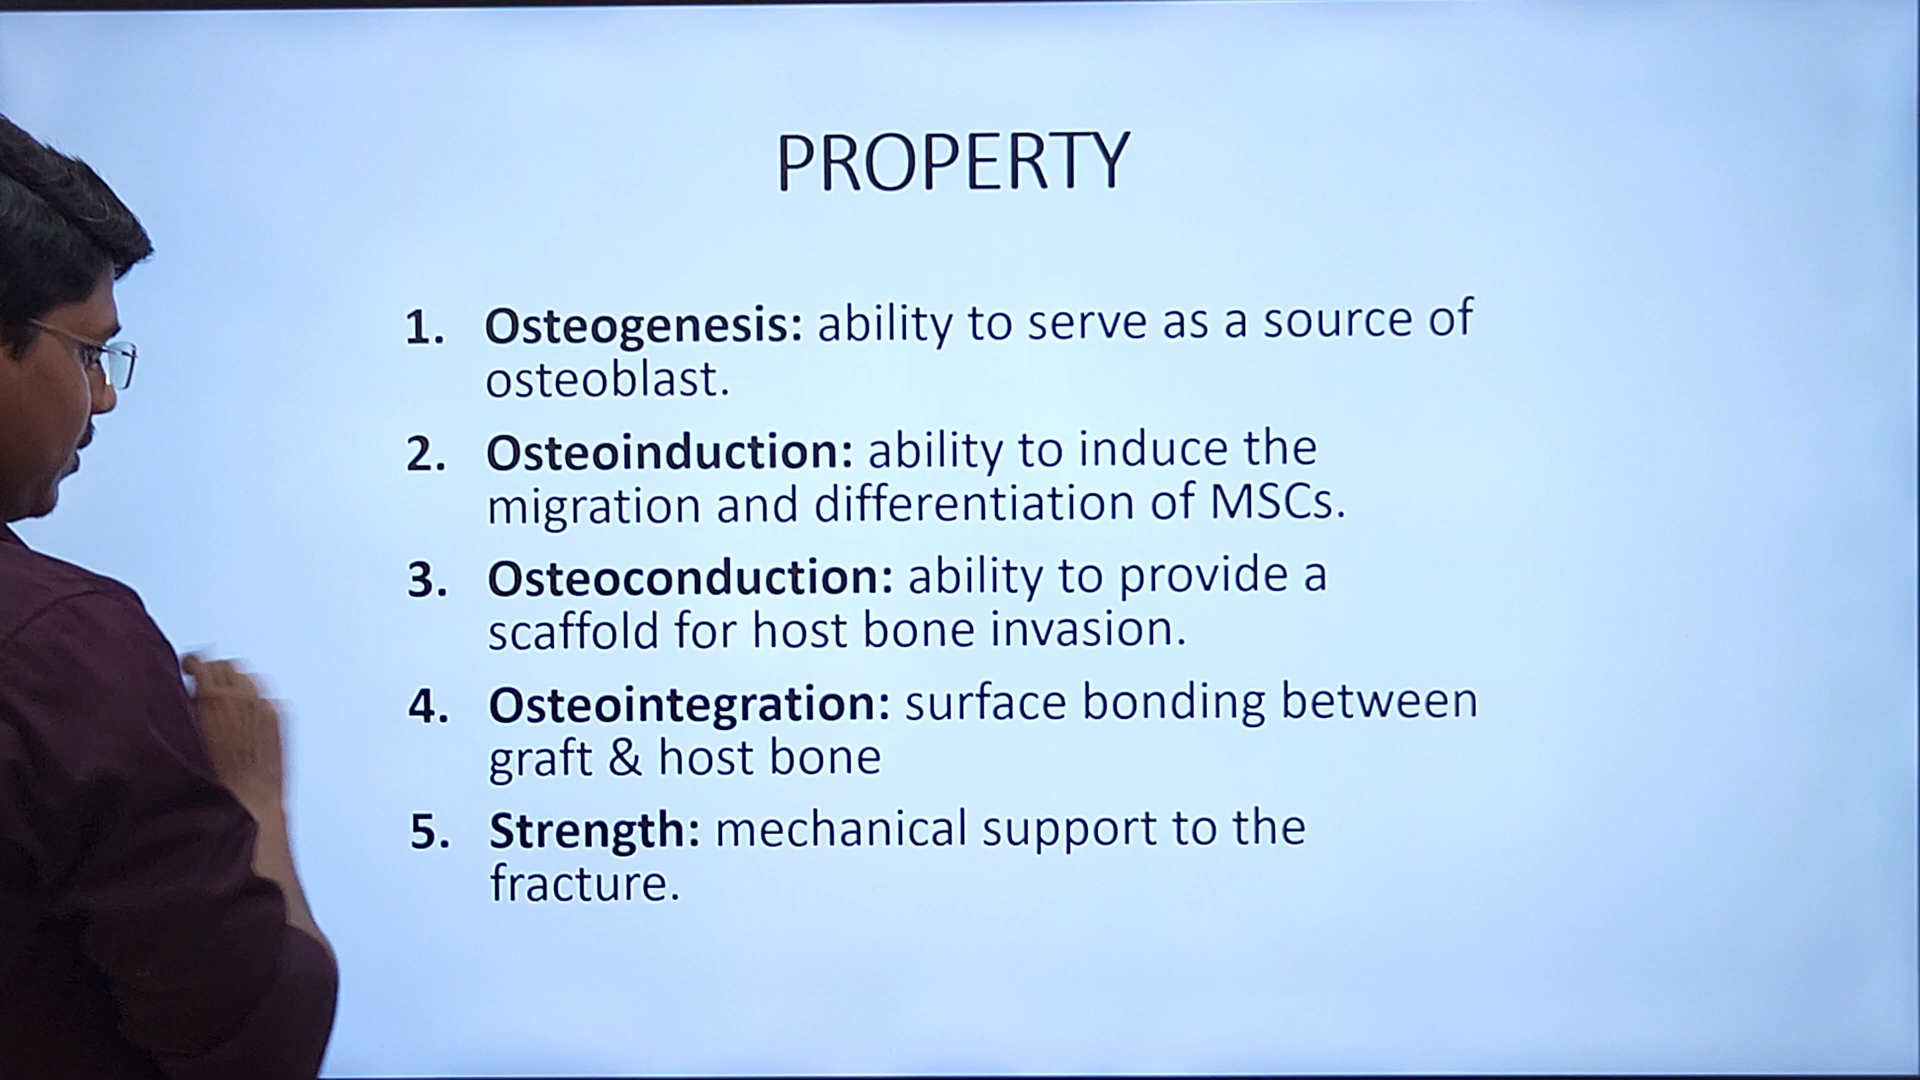 PROPERTY
1. Osteogenesis: ability to serve as a source of
osteoblast.
2. Osteoinduction: ability to induce the
migration and differentiation of MSCs.
3. Osteoconduction: ability to provide a
scaffold for host bone invasion.
4. Osteointegration: surface bonding between
graft & host bone
5. Strength: mechanical support to the
fracture.